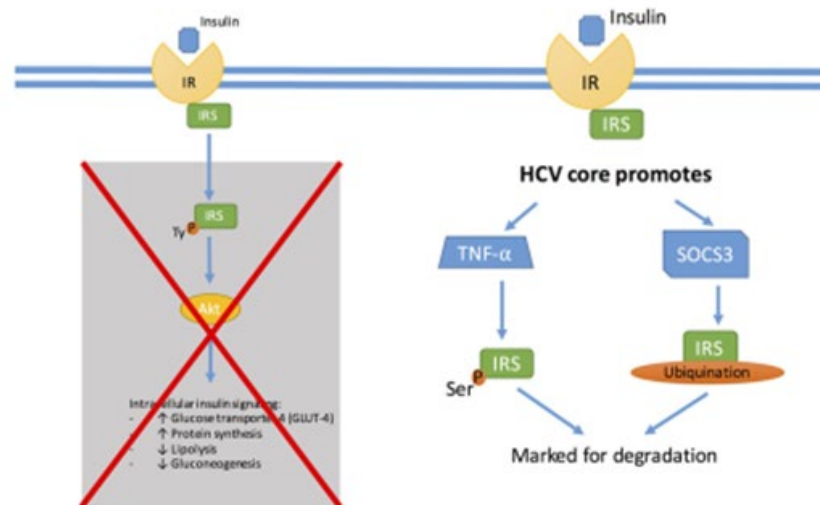 Insulin
IR
IRS
IRS
P
Ty
Akt
Intracellular insulin signaling:
- ↑ Glucose transporter 4 (GLUT-4)
- ↑ Protein synthesis
- ↓ Lipolysis
- ↓ Gluconeogenesis
Insulin
IR
IRS
HCV core promotes
TNF-α
SOCS3
IRS
P
Ser
IRS
Ubiquination
Marked for degradation